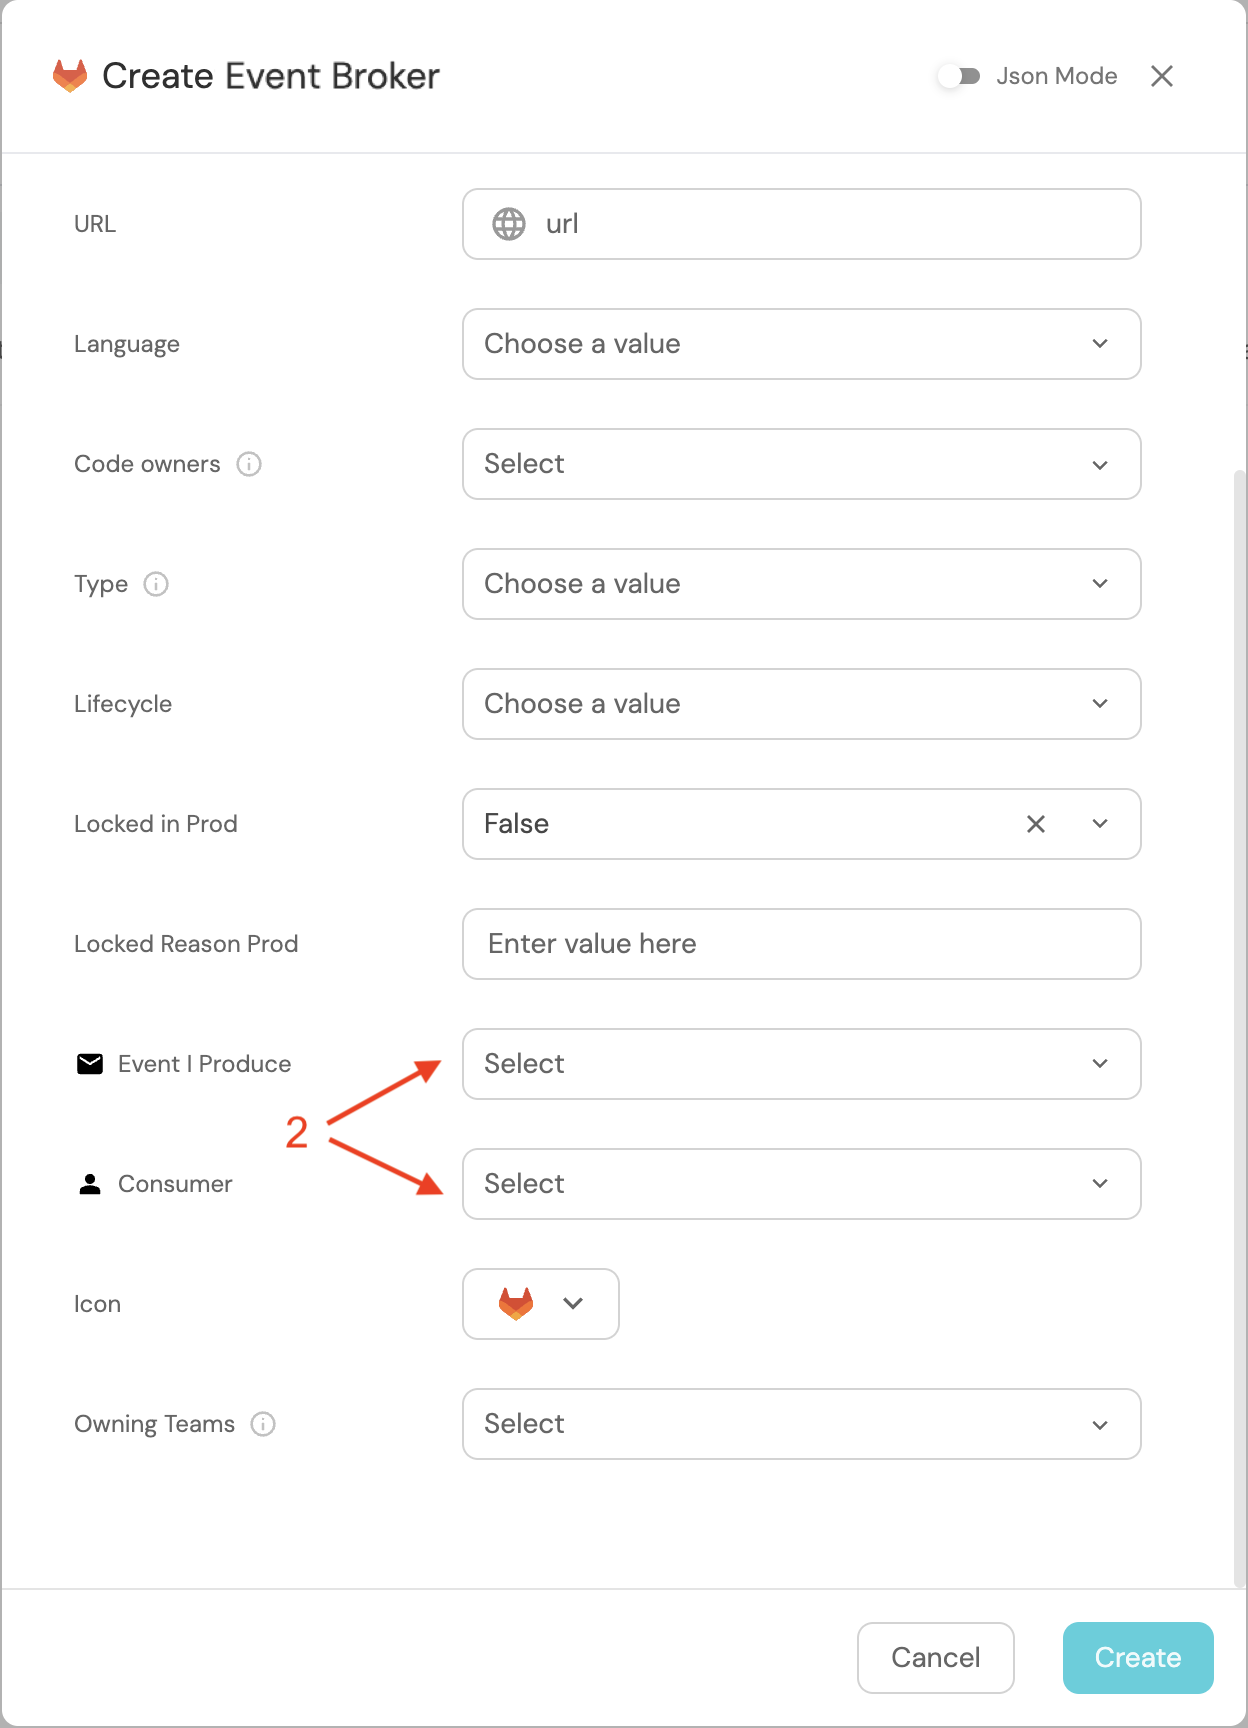 Create Event Broker
Json Mode
URL
url
Language
Choose a value
Code owners
Select
Type
Choose a value
Lifecycle
Choose a value
Locked in Prod
False
Locked Reason Prod
Enter value here
Event I Produce
Select
2
Consumer
Select
Icon
Owning Teams
Select
Cancel
Create